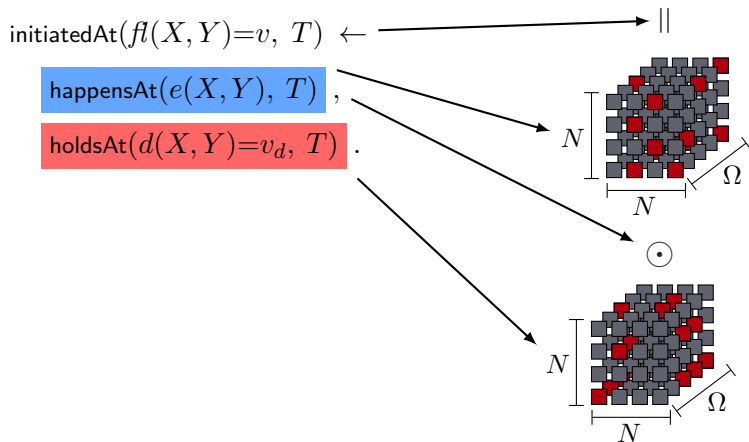 initiatedAt(fl(X, Y)=v, T) ← ||
happensAt(e(X, Y), T) ,
holdsAt(d(X, Y)=v_d, T) .
N
N
Ω
⊙
N
N
Ω